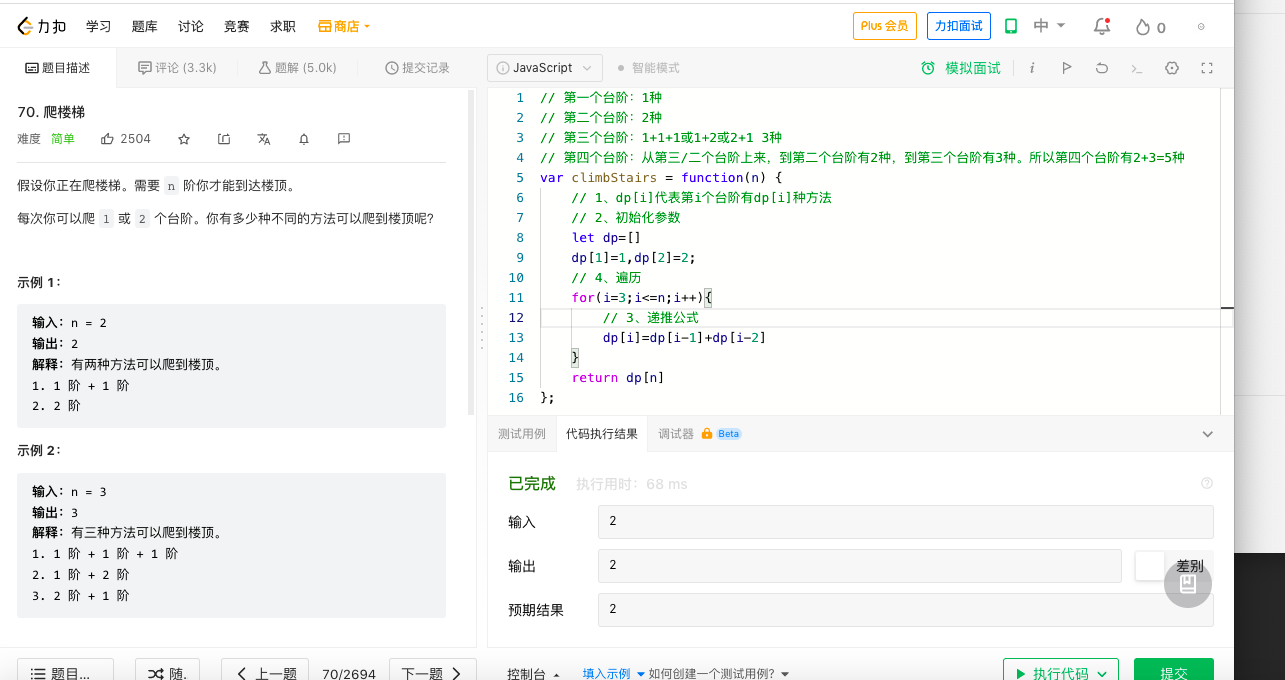 力扣 学习 题库 讨论 竞赛 求职 商店 Plus 会员 力扣面试 中 0
题目描述 评论 (3.3k) 题解 (5.0k) 提交记录
JavaScript 智能模式 模拟面试 i
70. 爬楼梯
难度 简单 2504
假设你正在爬楼梯。需要 n 阶你才能到达楼顶。
每次你可以爬 1 或 2 个台阶。你有多少种不同的方法可以爬到楼顶呢?
示例 1:
输入: n = 2
输出: 2
解释: 有两种方法可以爬到楼顶。
1. 1 阶 + 1 阶
2. 2 阶
示例 2:
输入: n = 3
输出: 3
解释: 有三种方法可以爬到楼顶。
1. 1 阶 + 1 阶 + 1 阶
2. 1 阶 + 2 阶
3. 2 阶 + 1 阶
1 // 第一个台阶: 1种
2 // 第二个台阶: 2种
3 // 第三个台阶: 1+1+1或1+2或2+1 3种
4 // 第四个台阶: 从第三/二个台阶上来, 到第二个台阶有2种, 到第三个台阶有3种。所以第四个台阶有2+3=5种
5 var climbStairs = function(n) {
6 // 1、dp[i]代表第i个台阶有dp[i]种方法
7 // 2、初始化参数
8 let dp=[]
9 dp[1]=1,dp[2]=2;
10 // 4、遍历
11 for(i=3;i<=n;i++){
12 // 3、递推公式
13 dp[i]=dp[i-1]+dp[i-2]
14 }
15 return dp[n]
16 };
测试用例 代码执行结果 调试器 Beta
已完成 执行用时: 68 ms
输入 2
输出 2 差别
预期结果 2
题目... 随. 上一题 70/2694 下一题
控制台 填入示例 如何创建一个测试用例? 执行代码 提交